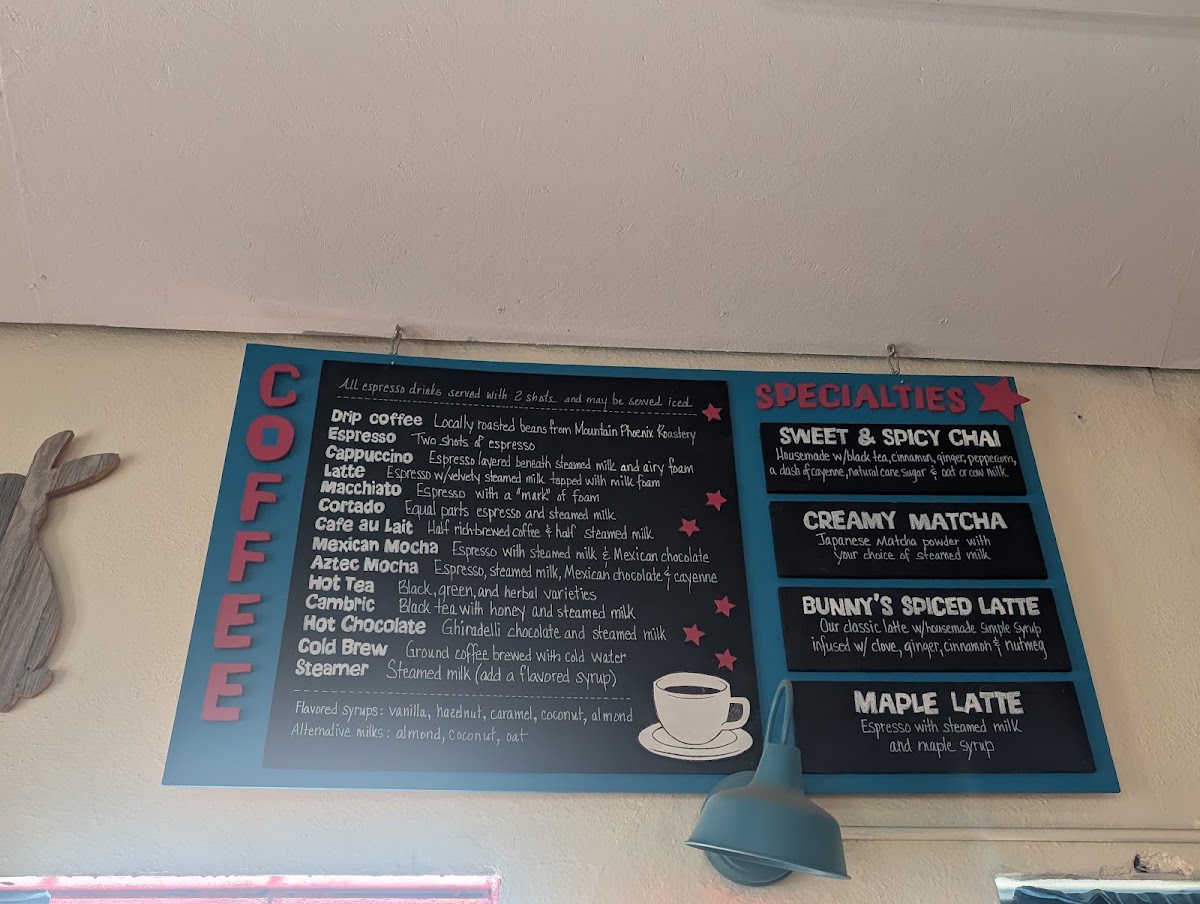 COFFEE
All espresso drinks served with 2 shots and may be served iced
Drip coffee Locally roasted beans from Mountain Phoenix Roastery
Espresso Two shots of espresso
Cappuccino Espresso layered beneath steamed milk and airy foam
Latte Espresso w/velvety steamed milk topped with milk foam
Macchiato Espresso with a "mark" of foam
Cortado Equal parts espresso and steamed milk
Cafe au Lait Half rich-brewed coffee & half steamed milk
Mexican Mocha Espresso with steamed milk & Mexican chocolate
Aztec Mocha Espresso, steamed milk, Mexican chocolate & cayenne
Hot Tea Black, green, and herbal varieties
Cambric Black tea with honey and steamed milk
Hot Chocolate Ghiradelli chocolate and steamed milk
Cold Brew Ground coffee brewed with cold water
Steamer Steamed milk (add a flavored syrup)
Flavored syrups: vanilla, hazelnut, caramel, coconut, almond
Alternative milks: almond, coconut, oat
SPECIALTIES
SWEET & SPICY CHAI
Housemade w/black tea, cinnamon, ginger, peppercorn,
a dash of cayenne, natural cane sugar & oat or cow milk
CREAMY MATCHA
Japanese Matcha powder with
your choice of steamed milk
BUNNY'S SPICED LATTE
Our classic latte w/housemade simple syrup
infused w/ clove, ginger, cinnamon & nutmeg
MAPLE LATTE
Espresso with steamed milk
and maple syrup